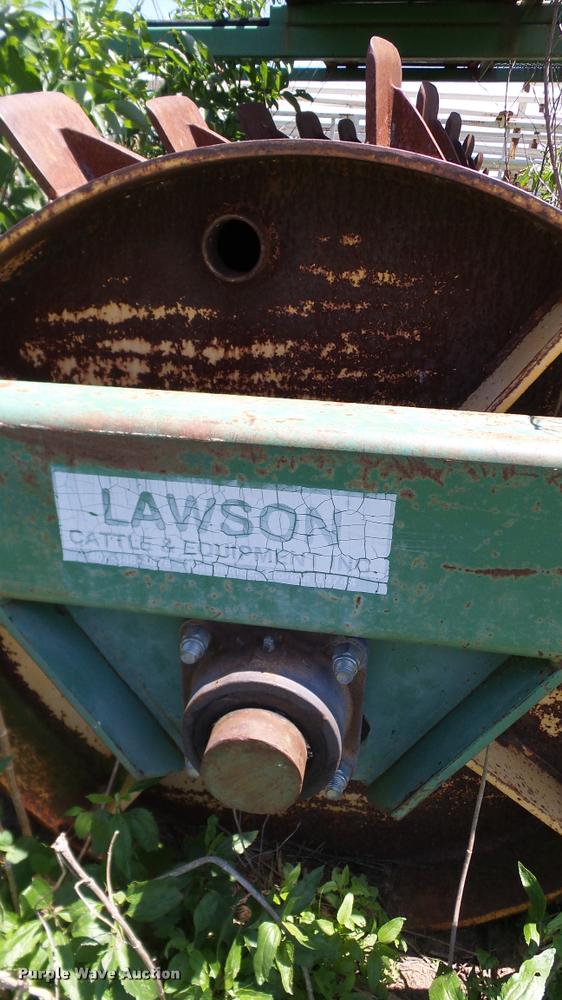 LAWSON
CATTLE & EQUIPMENT INC.
Purple Wave Auction